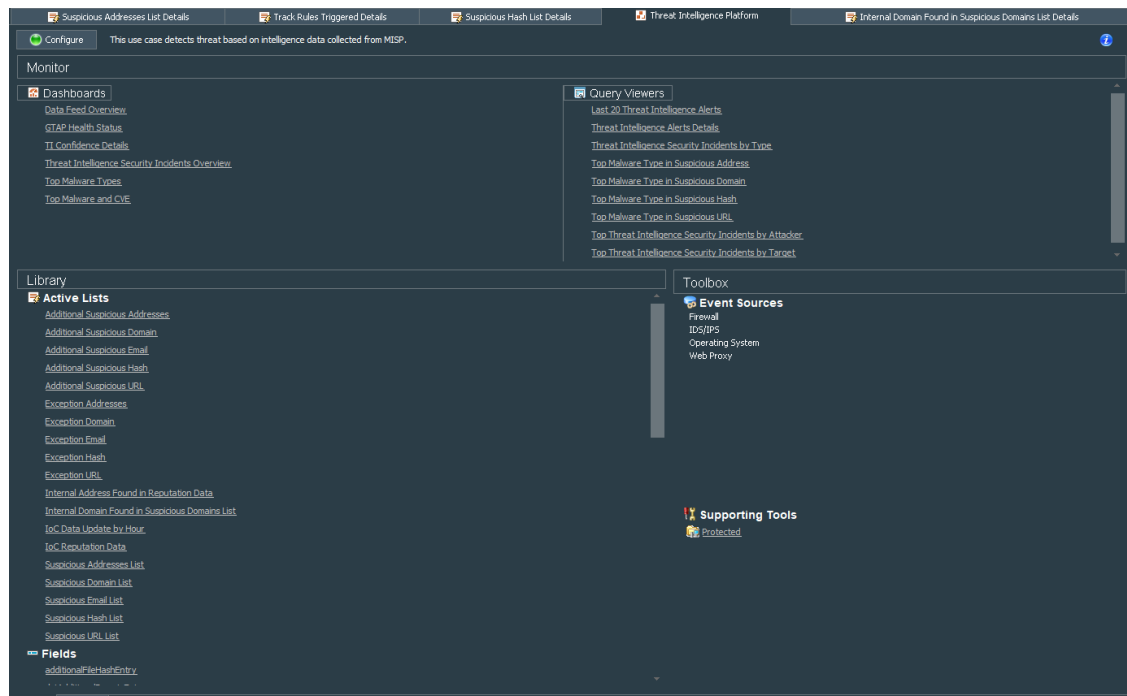 Suspicious Addresses List Details
Track Rules Triggered Details
Suspicious Hash List Details
Threat Intelligence Platform
Internal Domain Found in Suspicious Domains List Details
Configure
This use case detects threat based on intelligence data collected from MISP.
Monitor
Dashboards
Data Feed Overview
GTAP Health Status
TI Confidence Details
Threat Intelligence Security Incidents Overview
Top Malware Types
Top Malware and CVE
Query Viewers
Last 20 Threat Intelligence Alerts
Threat Intelligence Alerts Details
Threat Intelligence Security Incidents by Type
Top Malware Type in Suspicious Address
Top Malware Type in Suspicious Domain
Top Malware Type in Suspicious Hash
Top Malware Type in Suspicious URL
Top Threat Intelligence Security Incidents by Attacker
Top Threat Intelligence Security Incidents by Target
Library
Active Lists
Additional Suspicious Addresses
Additional Suspicious Domain
Additional Suspicious Email
Additional Suspicious Hash
Additional Suspicious URL
Exception Addresses
Exception Domain
Exception Email
Exception Hash
Exception URL
Internal Address Found in Reputation Data
Internal Domain Found in Suspicious Domains List
IoC Data Update by Hour
IoC Reputation Data
Suspicious Addresses List
Suspicious Domain List
Suspicious Email List
Suspicious Hash List
Suspicious URL List
Fields
additionalFileHashEntry
Toolbox
Event Sources
Firewall
IDS/IPS
Operating System
Web Proxy
Supporting Tools
Protected